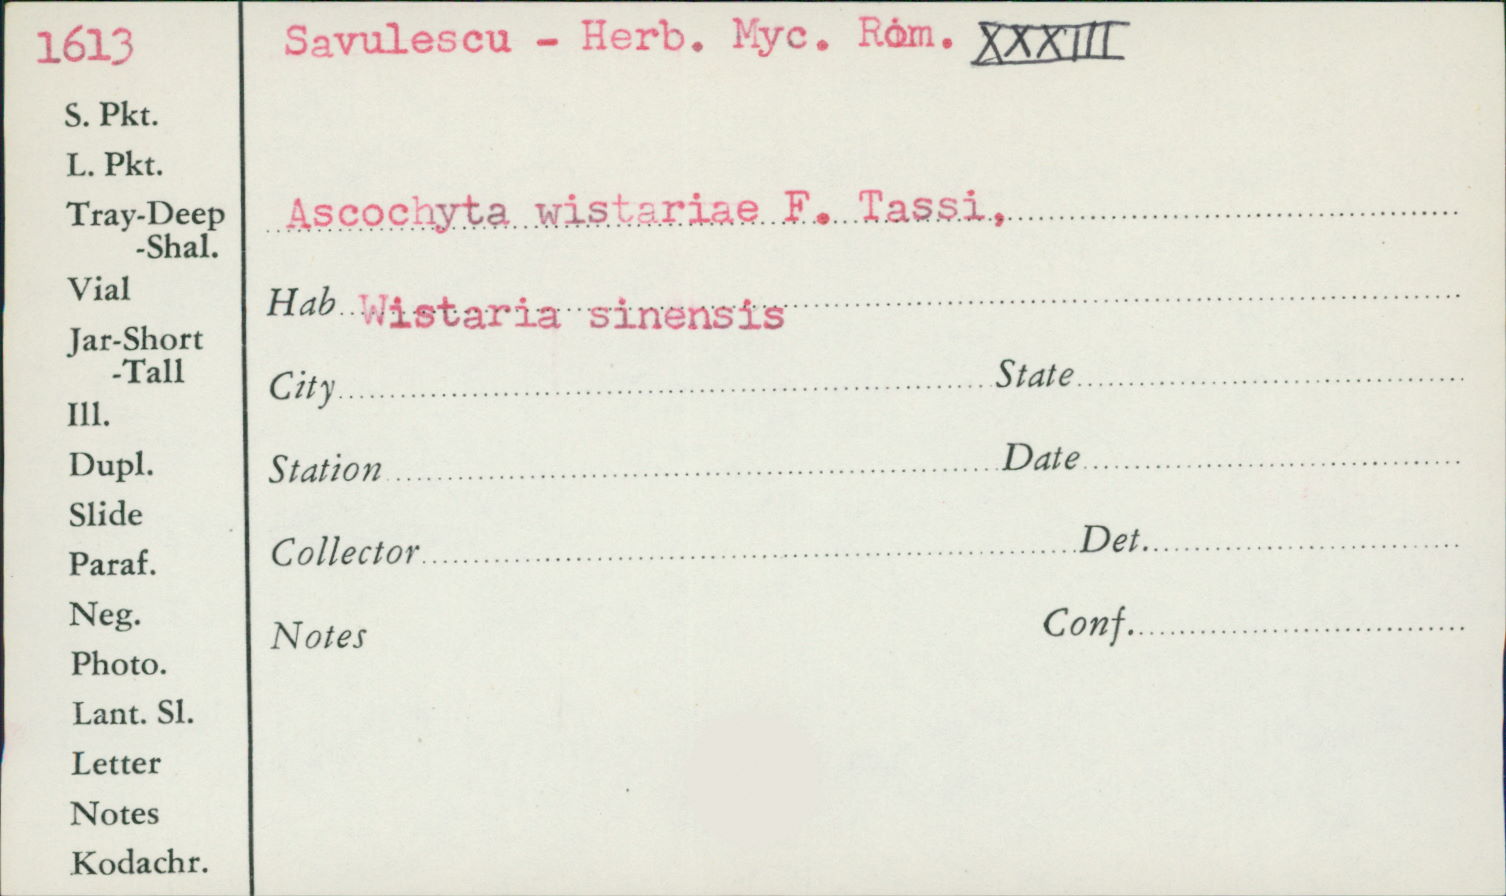 1613
Savulescu - Herb. Myc. Rom. XXXIII
S. Pkt.
L. Pkt.
Tray-Deep
-Shal.
Vial
Jar-Short
-Tall
Ill.
Dupl.
Slide
Paraf.
Neg.
Photo.
Lant. Sl.
Letter
Notes
Kodachr.
Ascochyta wistariae F. Tassi,
Hab Wistaria sinensis
City State
Station Date
Collector Det.
Notes Conf.